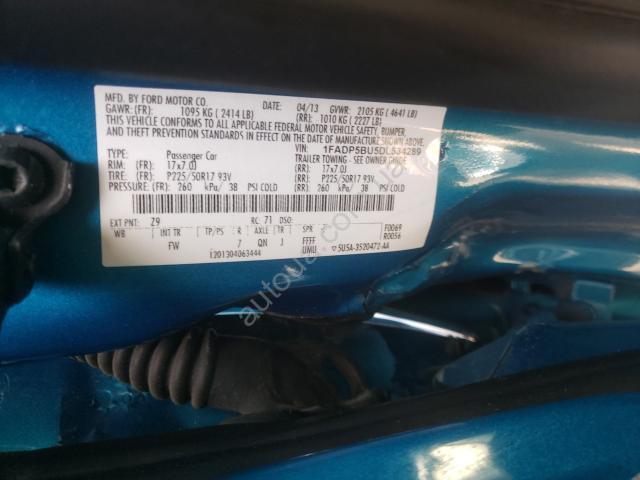 MFD. BY FORD MOTOR CO.
DATE: 04/13 GVWR: 2105 KG ( 4641 LB)
GAWR: (FR): 1095 KG ( 2414 LB) (RR): 1010 KG ( 2227 LB)
THIS VEHICLE CONFORMS TO ALL APPLICABLE FEDERAL MOTOR VEHICLE SAFETY, BUMPER,
AND THEFT PREVENTION STANDARDS IN EFFECT ON THE DATE OF MANUFACTURE SHOWN ABOVE.
VIN: 1FADP5BU5DL534289
TYPE: Passenger Car TRAILER TOWING - SEE OWNER GUIDE
RIM: (FR): 17x7.0J (RR): 17x7.0J
TIRE: (FR): P225/50R17 93V (RR): P225/50R17 93V
PRESSURE: (FR): 260 kPa/ 38 PSI COLD (RR): 260 kPa/ 38 PSI COLD
EXT PNT: Z9 RC: 71 DSO: F0069
WB INT TR TP/PS R AXLE TR SPR R0056
FW 7 QN J FFFF
1201304063444 UMU 5U5A-3520472-AA
autoua